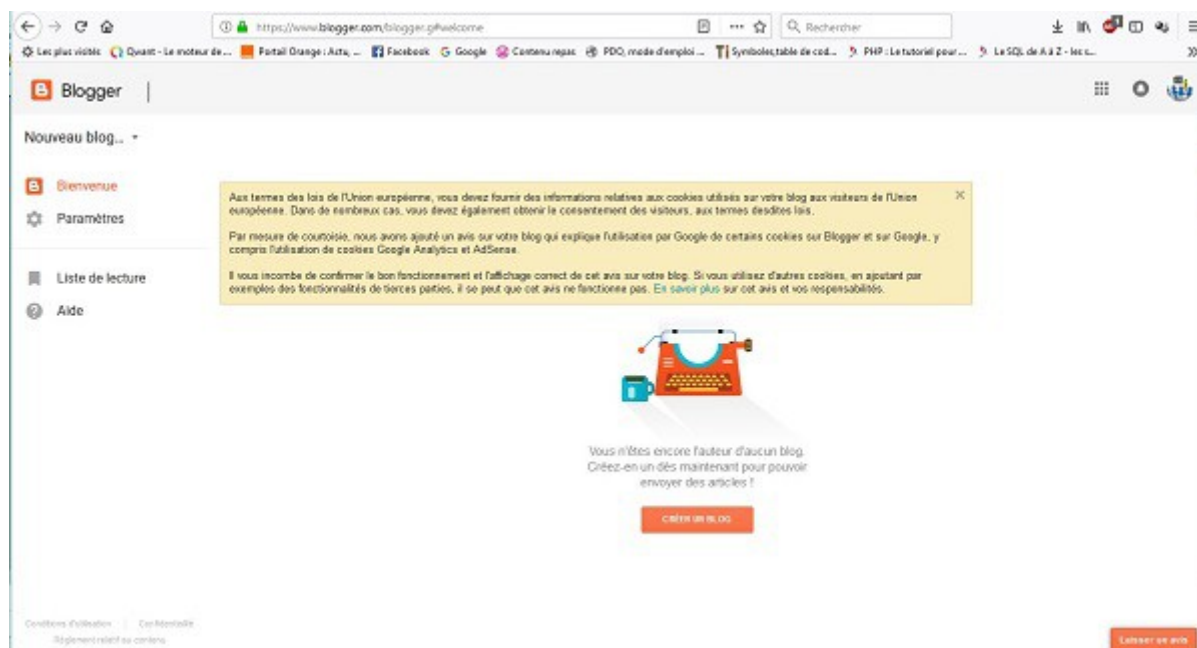 https://www.blogger.com/blogger.g#welcome
Rechercher
Les plus visités Qwant - Le moteur de ... Portail Orange : Actu, ... Facebook Google Contenu repas PDO, mode d'emploi ... Symboles,table de cod... PHP : Le tutoriel pour ... Le SQL de A à Z - les s...
Blogger
Nouveau blog...
Bienvenue
Paramètres
Liste de lecture
Aide
Aux termes des lois de l'Union européenne, vous devez fournir des informations relatives aux cookies utilisés sur votre blog aux visiteurs de l'Union
européenne. Dans de nombreux cas, vous devez également obtenir le consentement des visiteurs, aux termes desdites lois.
Par mesure de courtoisie, nous avons ajouté un avis sur votre blog qui explique l'utilisation par Google de certains cookies sur Blogger et sur Google, y
compris l'utilisation de cookies Google Analytics et AdSense.
Il vous incombe de confirmer le bon fonctionnement et l'affichage correct de cet avis sur votre blog. Si vous utilisez d'autres cookies, en ajoutant par
exemples des fonctionnalités de tierces parties, il se peut que cet avis ne fonctionne pas. En savoir plus sur cet avis et vos responsabilités.
Vous n'êtes encore l'auteur d'aucun blog.
Créez-en un dès maintenant pour pouvoir
envoyer des articles !
CRÉER UN BLOG
Conditions d'utilisation | Confidentialité
Règlement relatif au contenu
Laisser un avis